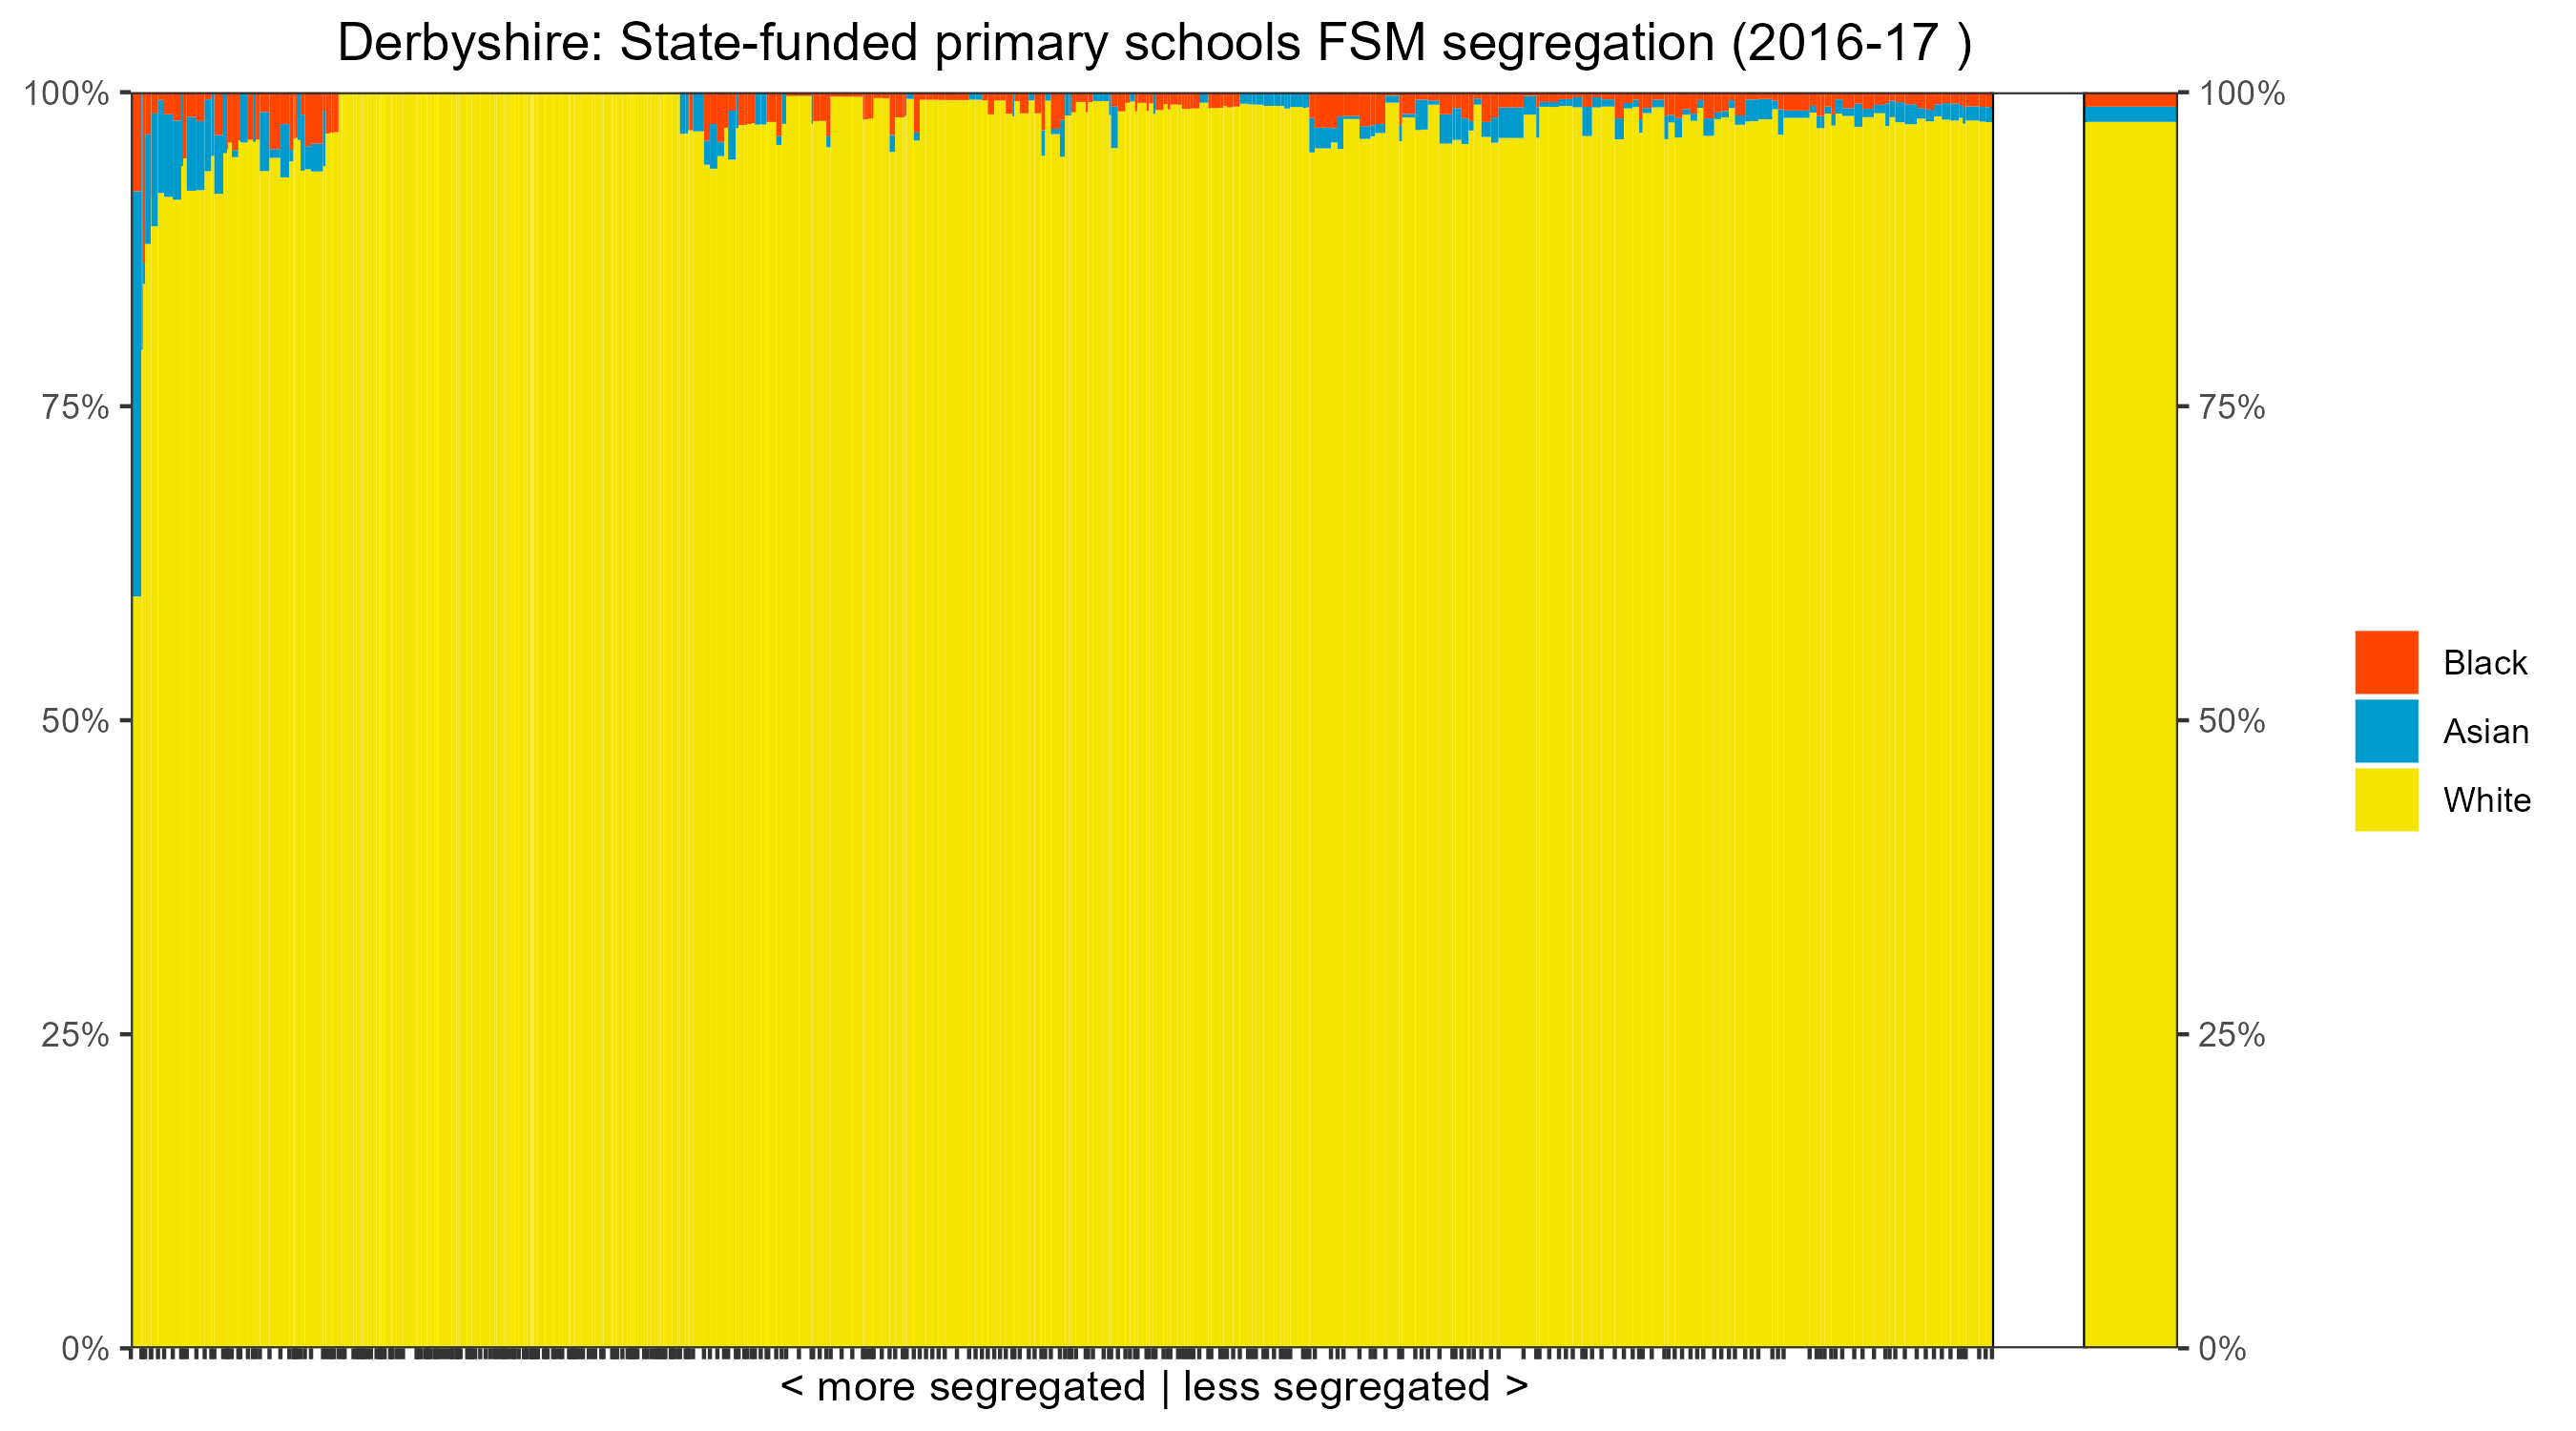 Derbyshire: State-funded primary schools FSM segregation (2016-17 )
100%
75%
50%
25%
0%
100%
75%
50%
25%
0%
Black
Asian
White
< more segregated | less segregated >